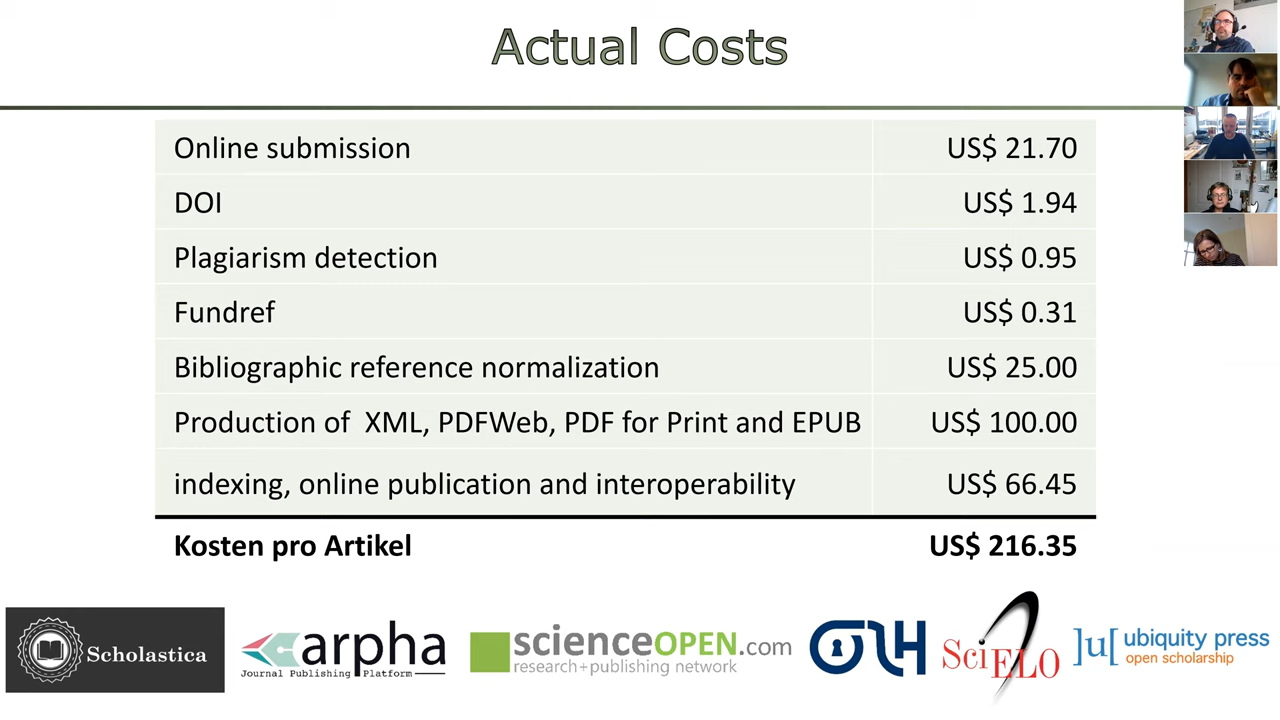 Actual Costs
Online submission US$ 21.70
DOI US$ 1.94
Plagiarism detection US$ 0.95
Fundref US$ 0.31
Bibliographic reference normalization US$ 25.00
Production of XML, PDFWeb, PDF for Print and EPUB US$ 100.00
indexing, online publication and interoperability US$ 66.45
Kosten pro Artikel US$ 216.35
Scholastica
arpha
Journal Publishing Platform
scienceOPEN.com
research+publishing network
OLH
SciELO
]u[ ubiquity press
open scholarship